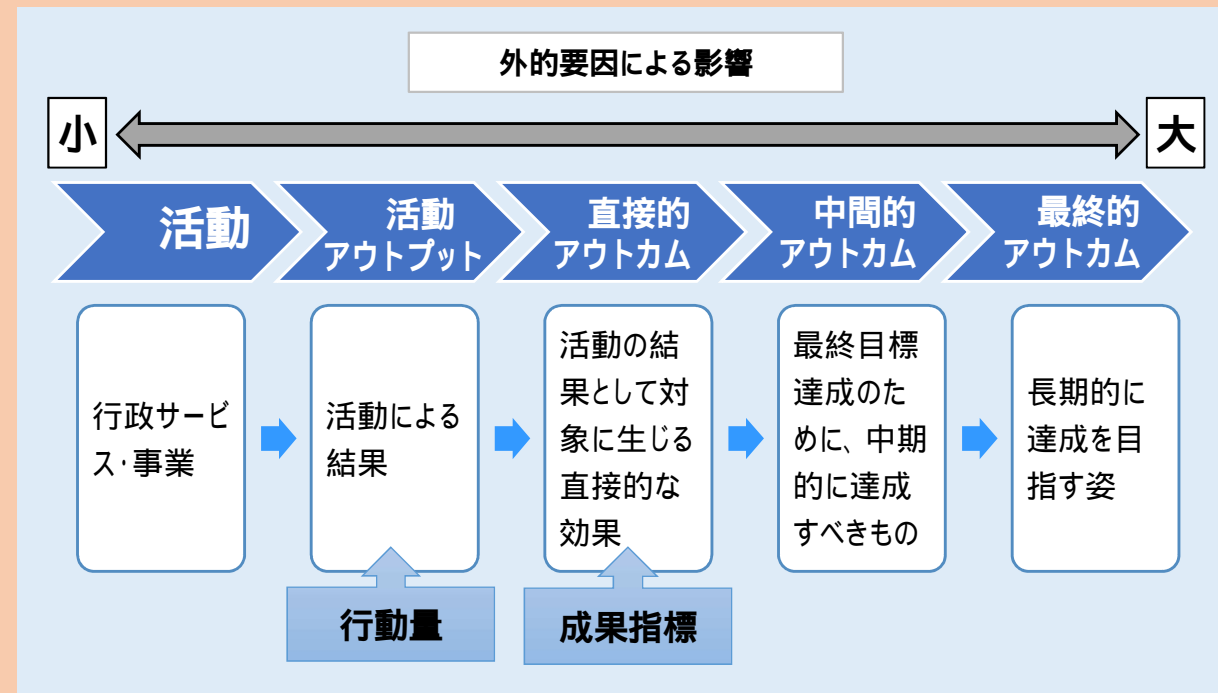 外的要因による影響
小
大
活動
活動
アウトプット
直接的
アウトカム
中間的
アウトカム
最終的
アウトカム
行政サービ
ス・事業
活動による
結果
活動の結
果として対
象に生じる
直接的な
効果
最終目標
達成のた
めに、中期
的に達成
すべきもの
長期的に
達成を目
指す姿
行動量
成果指標